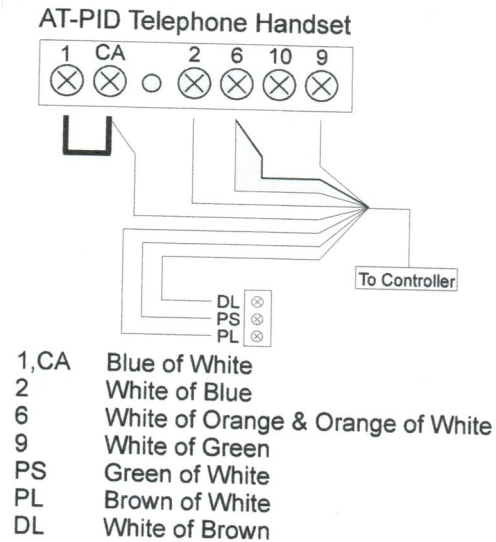 AT-PID Telephone Handset
1 CA 2 6 10 9
To Controller
DL
PS
PL
1,CA Blue of White
2 White of Blue
6 White of Orange & Orange of White
9 White of Green
PS Green of White
PL Brown of White
DL White of Brown